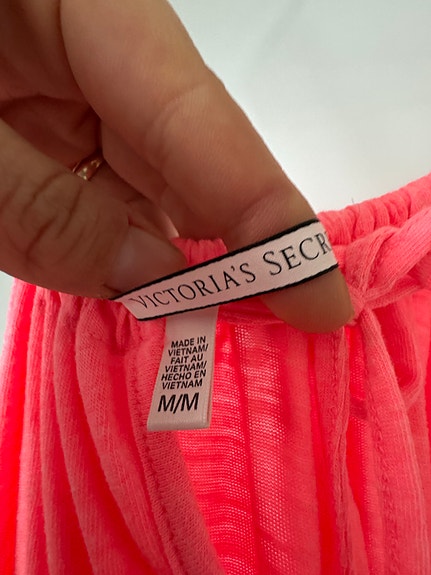 VICTORIA'S SECR
MADE IN
VIETNAM/
FAIT AU
VIETNAM/
HECHO EN
VIETNAM
M/M